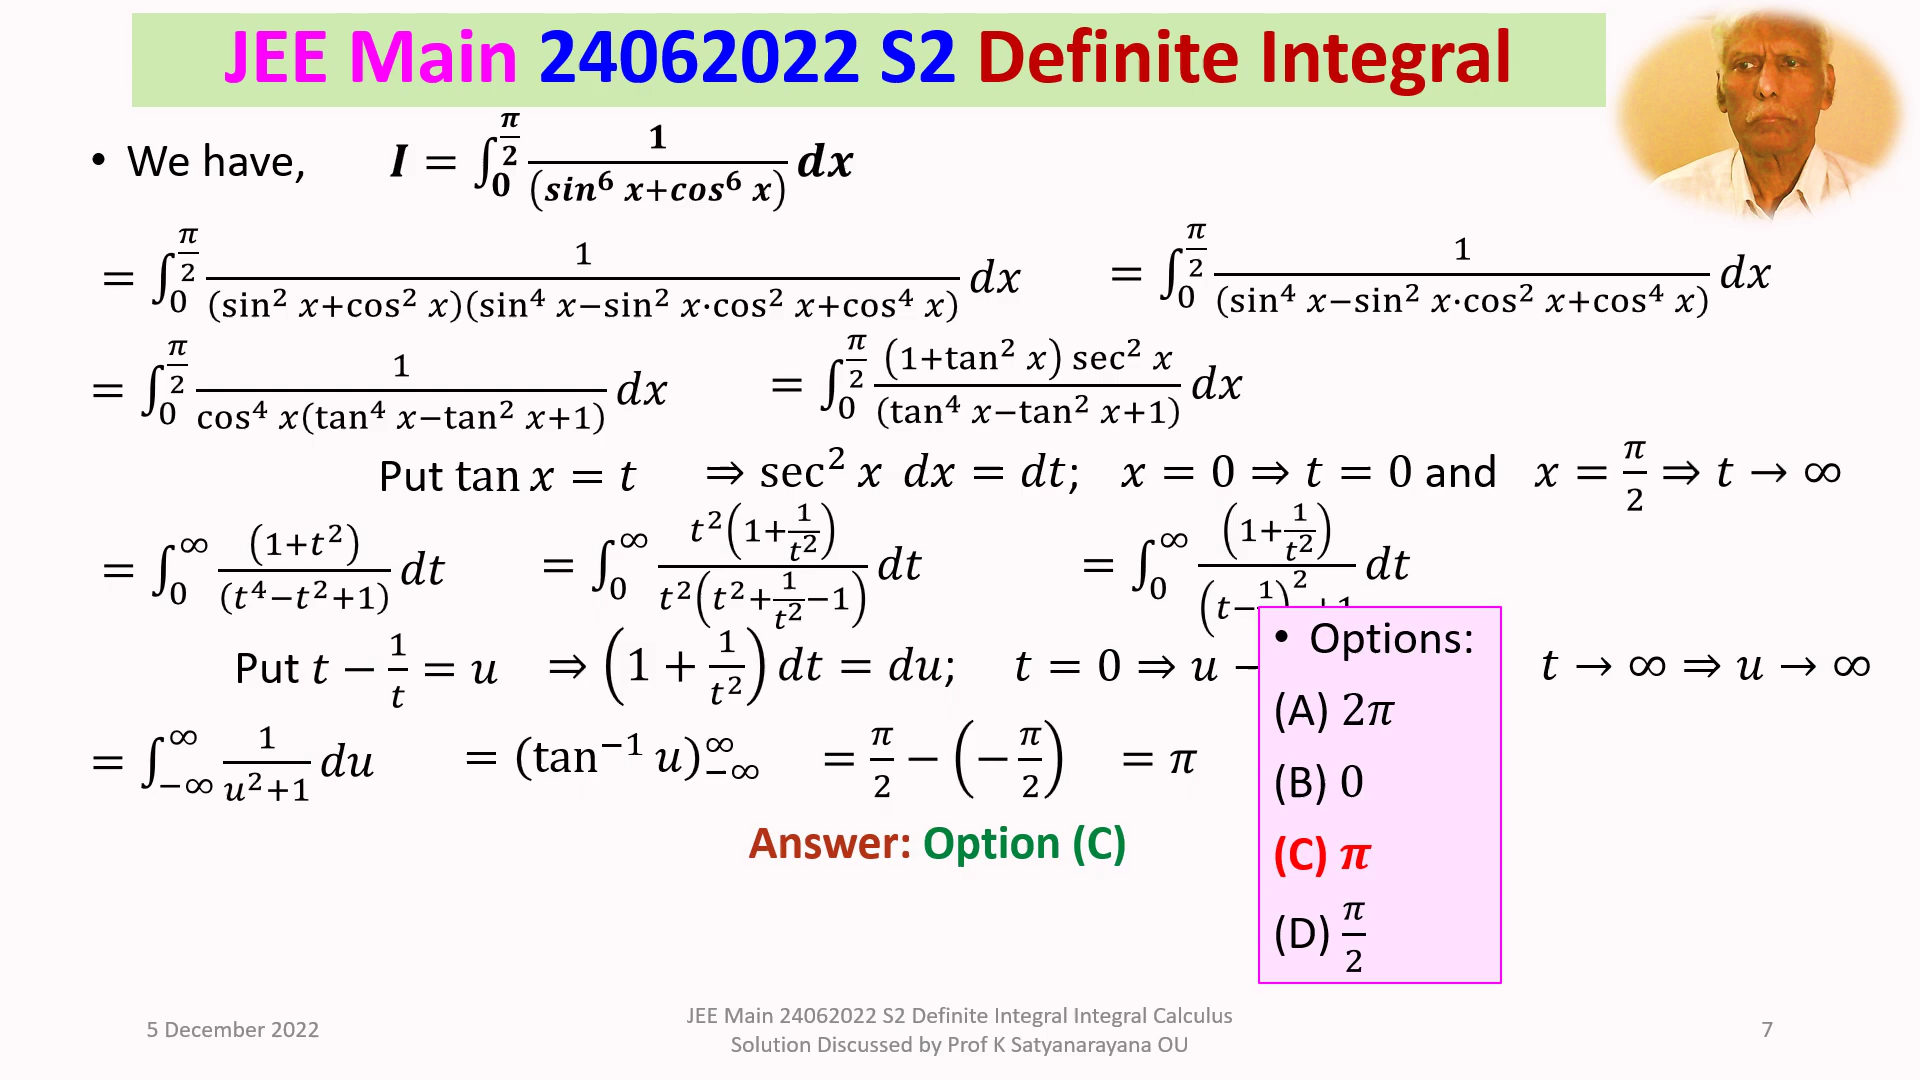 JEE Main 24062022 S2 Definite Integral
• We have, I = ∫₀^(π/2) 1/(sin⁶ x+cos⁶ x) dx
= ∫₀^(π/2) 1/((sin² x+cos² x)(sin⁴ x−sin² x·cos² x+cos⁴ x)) dx = ∫₀^(π/2) 1/(sin⁴ x−sin² x·cos² x+cos⁴ x) dx
= ∫₀^(π/2) 1/(cos⁴ x(tan⁴ x−tan² x+1)) dx = ∫₀^(π/2) (1+tan² x) sec² x/(tan⁴ x−tan² x+1) dx
Put tan x = t ⇒ sec² x dx = dt; x = 0 ⇒ t = 0 and x = π/2 ⇒ t → ∞
= ∫₀^∞ (1+t²)/(t⁴−t²+1) dt = ∫₀^∞ t²(1+1/t²)/(t²(t²+1/t²−1)) dt = ∫₀^∞ (1+1/t²)/((t−1/t)²+1) dt
Put t − 1/t = u ⇒ (1 + 1/t²) dt = du; t = 0 ⇒ u − t → ∞ ⇒ u → ∞
= ∫₋∞^∞ 1/(u²+1) du = (tan⁻¹ u)₋∞^∞ = π/2 − (−π/2) = π
Answer: Option (C)
• Options:
(A) 2π
(B) 0
(C) π
(D) π/2
5 December 2022
JEE Main 24062022 S2 Definite Integral Integral Calculus
Solution Discussed by Prof K Satyanarayana OU
7